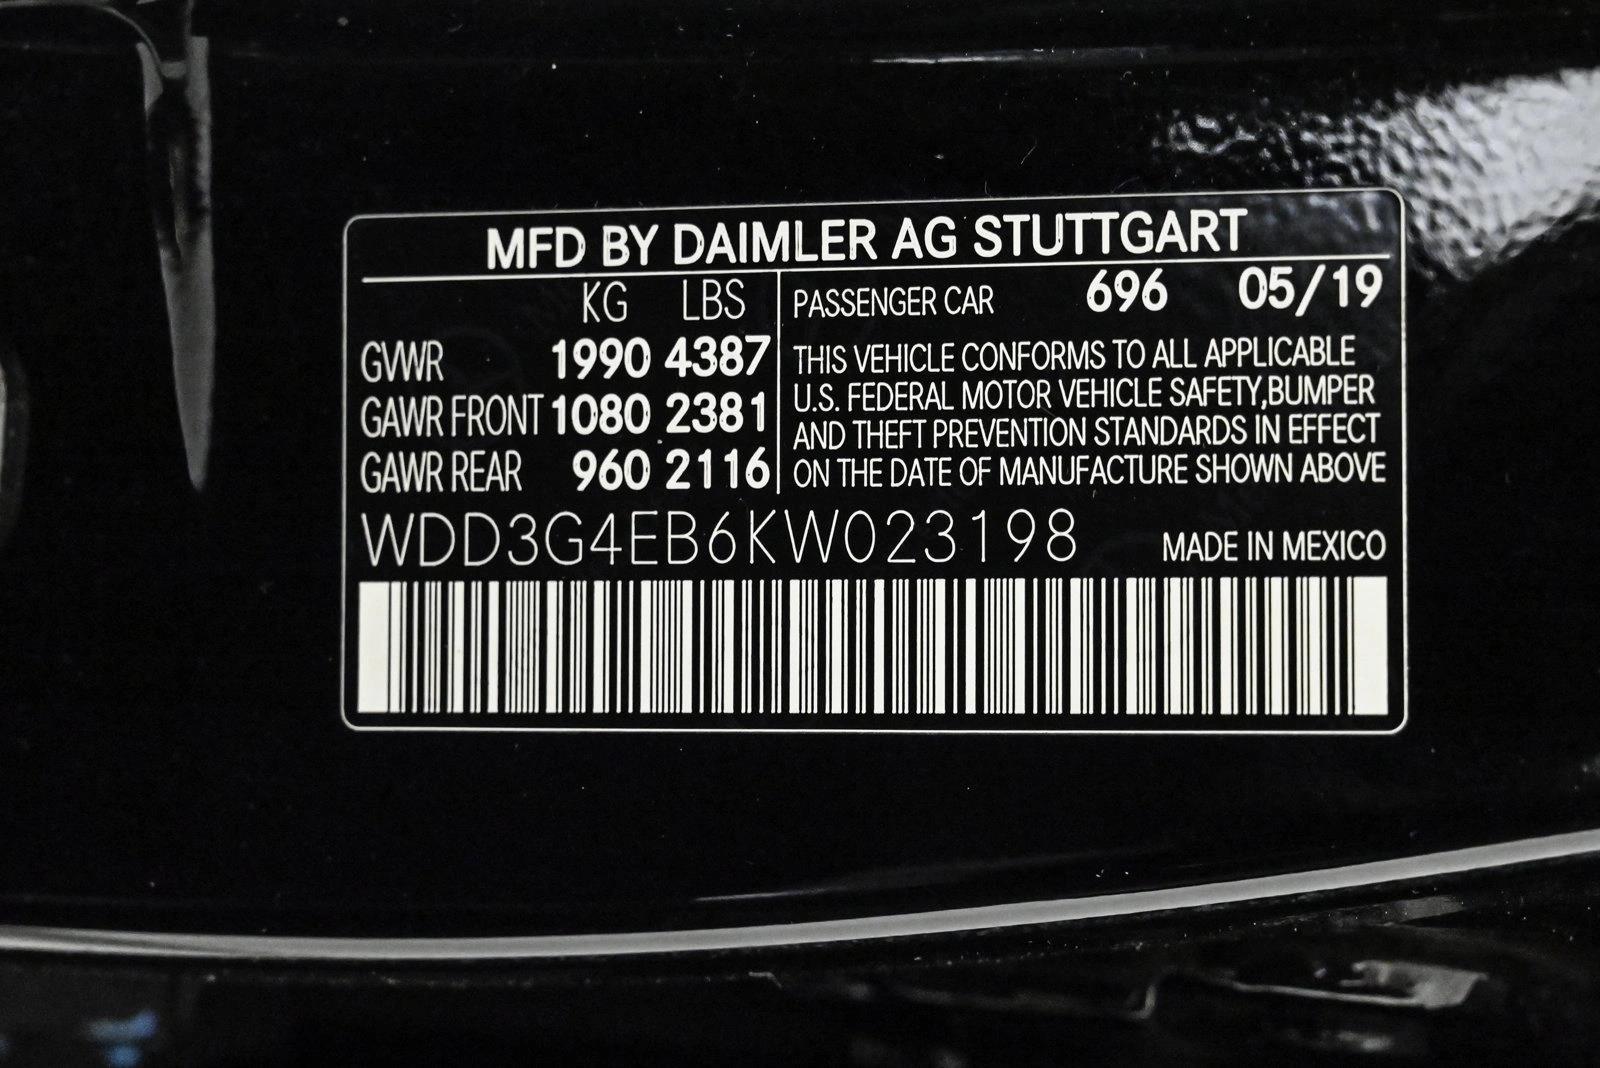 MFD BY DAIMLER AG STUTTGART
KG LBS
GVWR 1990 4387
GAWR FRONT 1080 2381
GAWR REAR 960 2116
PASSENGER CAR 696 05/19
THIS VEHICLE CONFORMS TO ALL APPLICABLE
U.S. FEDERAL MOTOR VEHICLE SAFETY,BUMPER
AND THEFT PREVENTION STANDARDS IN EFFECT
ON THE DATE OF MANUFACTURE SHOWN ABOVE
WDD3G4EB6KW023198 MADE IN MEXICO